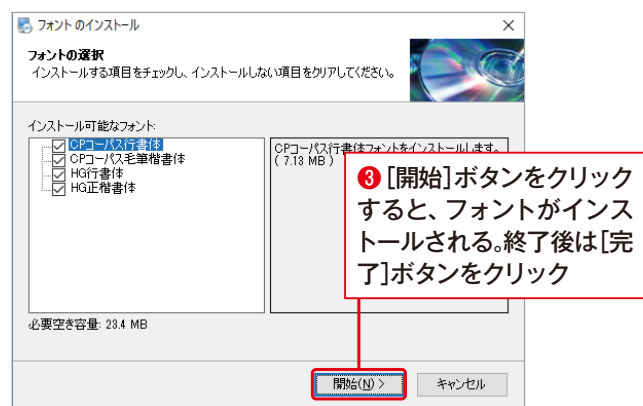 フォント のインストール
フォントの選択
インストールする項目をチェックし、インストールしない項目をクリアしてください。
インストール可能なフォント:
CPコーパス行書体
CPコーパス毛筆楷書体
HG行書体
HG正楷書体
CPコーパス行書体フォントをインストールします。
( 7.13 MB )
❸ [開始]ボタンをクリック
すると、フォントがインス
トールされる。終了後は[完
了]ボタンをクリック
必要空き容量: 23.4 MB
開始(N) >
キャンセル